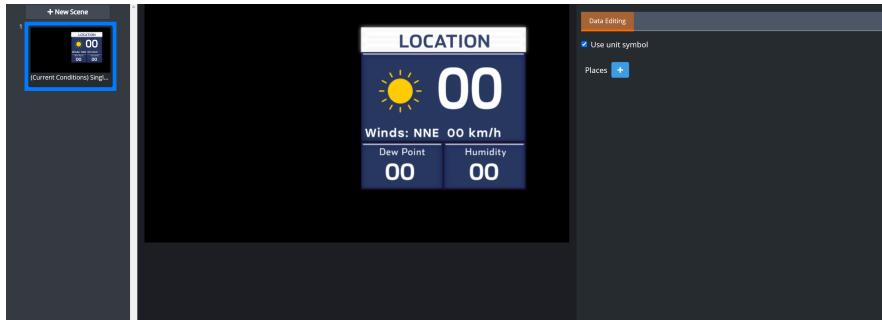 + New Scene
1
LOCATION
00
Winds: NNE 00 km/h
Dew Point
Humidity
00
00
(Current Conditions) Singl...
LOCATION
00
Winds: NNE 00 km/h
Dew Point
Humidity
00
00
Data Editing
Use unit symbol
Places +